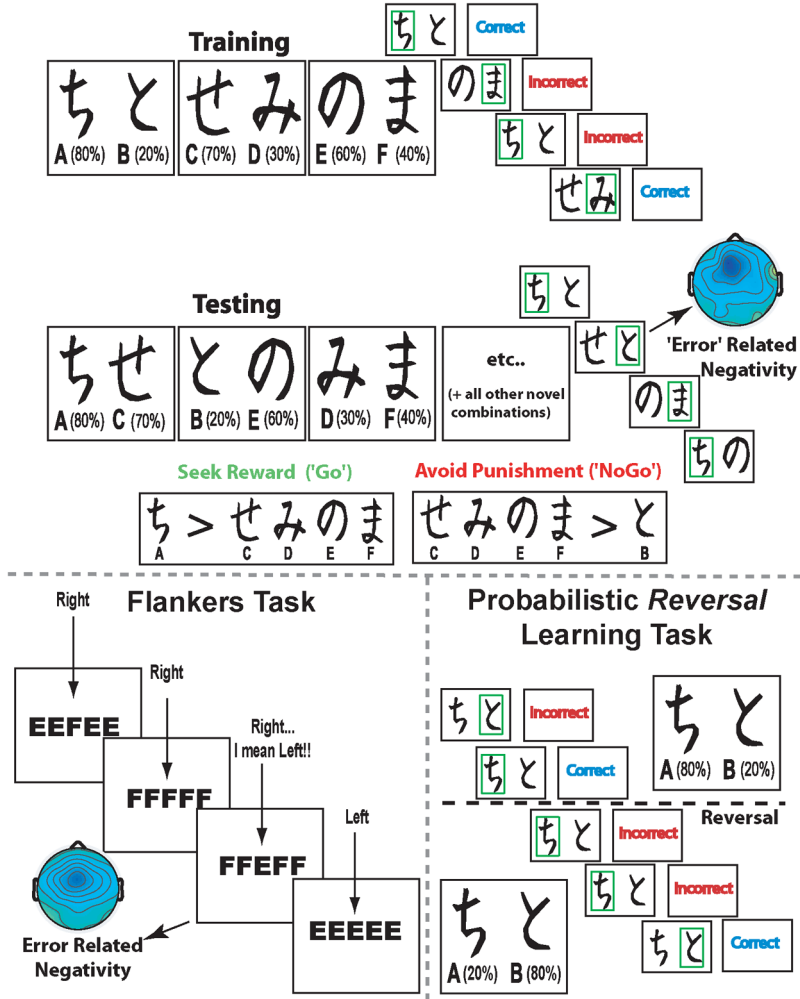 Training
ち と
Correct
の ま
Incorrect
ち と
Incorrect
せ み
Correct
ち と せ み の ま
A (80%) B (20%) C (70%) D (30%) E (60%) F (40%)
Testing
ち せ と の み ま
A (80%) C (70%) B (20%) E (60%) D (30%) F (40%)
etc..
(+ all other novel
combinations)
ち と
せ と
の ま
ち の
'Error' Related
Negativity
Seek Reward ('Go')
ち > せ み の ま
A C D E F
Avoid Punishment ('NoGo')
せ み の ま > と
C D E F B
Flankers Task
Right
EEFEE
Right
FFFFF
Right...
I mean Left!!
FFEFF
Left
EEEEE
Error Related
Negativity
Probabilistic Reversal
Learning Task
ち と
Incorrect
ち と
Correct
ち と
A (80%) B (20%)
Reversal
ち と
Incorrect
ち と
Incorrect
ち と
Correct
ち と
A (20%) B (80%)